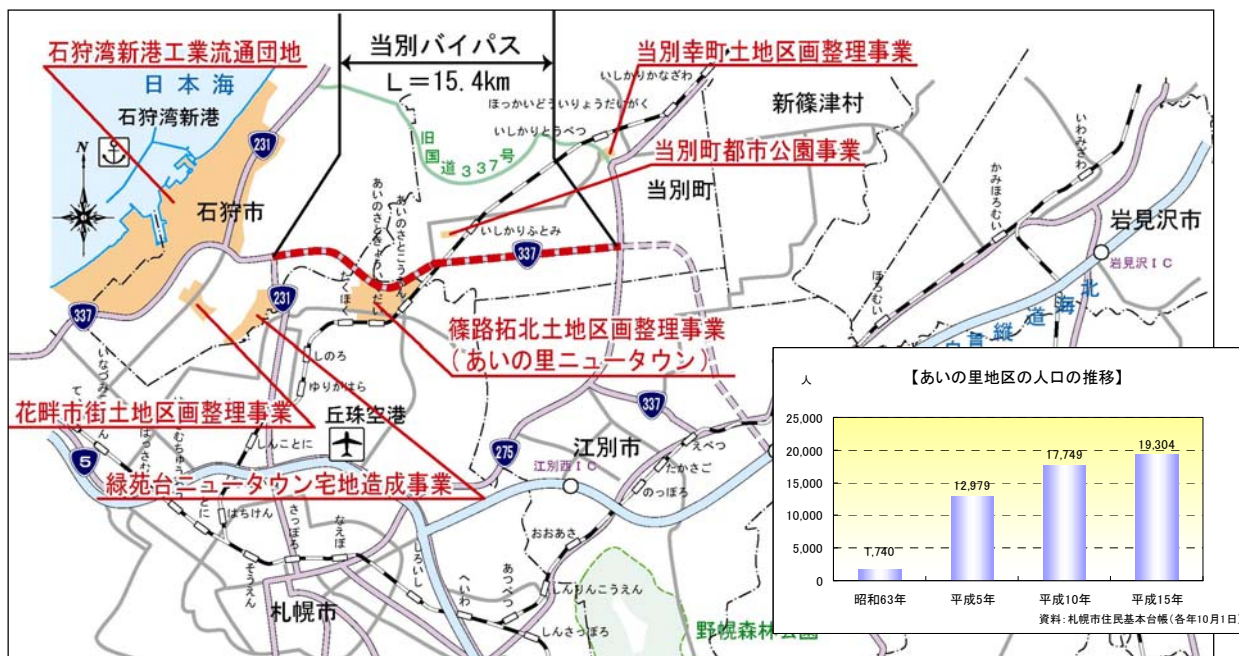 当別バイパス
L=15.4km
石狩湾新港工業流通団地
日本海
石狩湾新港
N
231
石狩市
337
旧国道337号
当別幸町土地区画整理事業
いしかりかなざわ
ほっかいどういりょうだいがく
いしかりとうべつ
当別町都市公園事業
新篠津村
当別町
いしかりふとみ
337
あいのさとこうえん
あいのさときょういくだい
たくほく
231
しのろ
ゆりがはら
篠路拓北土地区画整理事業
(あいの里ニュータウン)
いわみざわ
かみほろむい
ほろむい
岩見沢市
岩見沢IC
花畔市街土地区画整理事業
丘珠空港
しんことに
5
緑苑台ニュータウン宅地造成事業
はちけん
そうえん
さっぽろ
なえぼ
しろいし
へいわ
あつべつ
しんさっぽろ
札幌市
275
337
江別市
江別西IC
えべつ
たかさご
のっぽろ
おおあさ
しんりんこうえん
野幌森林公園
【あいの里地区の人口の推移】
人
25,000
20,000
15,000
10,000
5,000
0
1,740
12,979
17,749
19,304
昭和63年
平成5年
平成10年
平成15年
資料:札幌市住民基本台帳(各年10月1日)